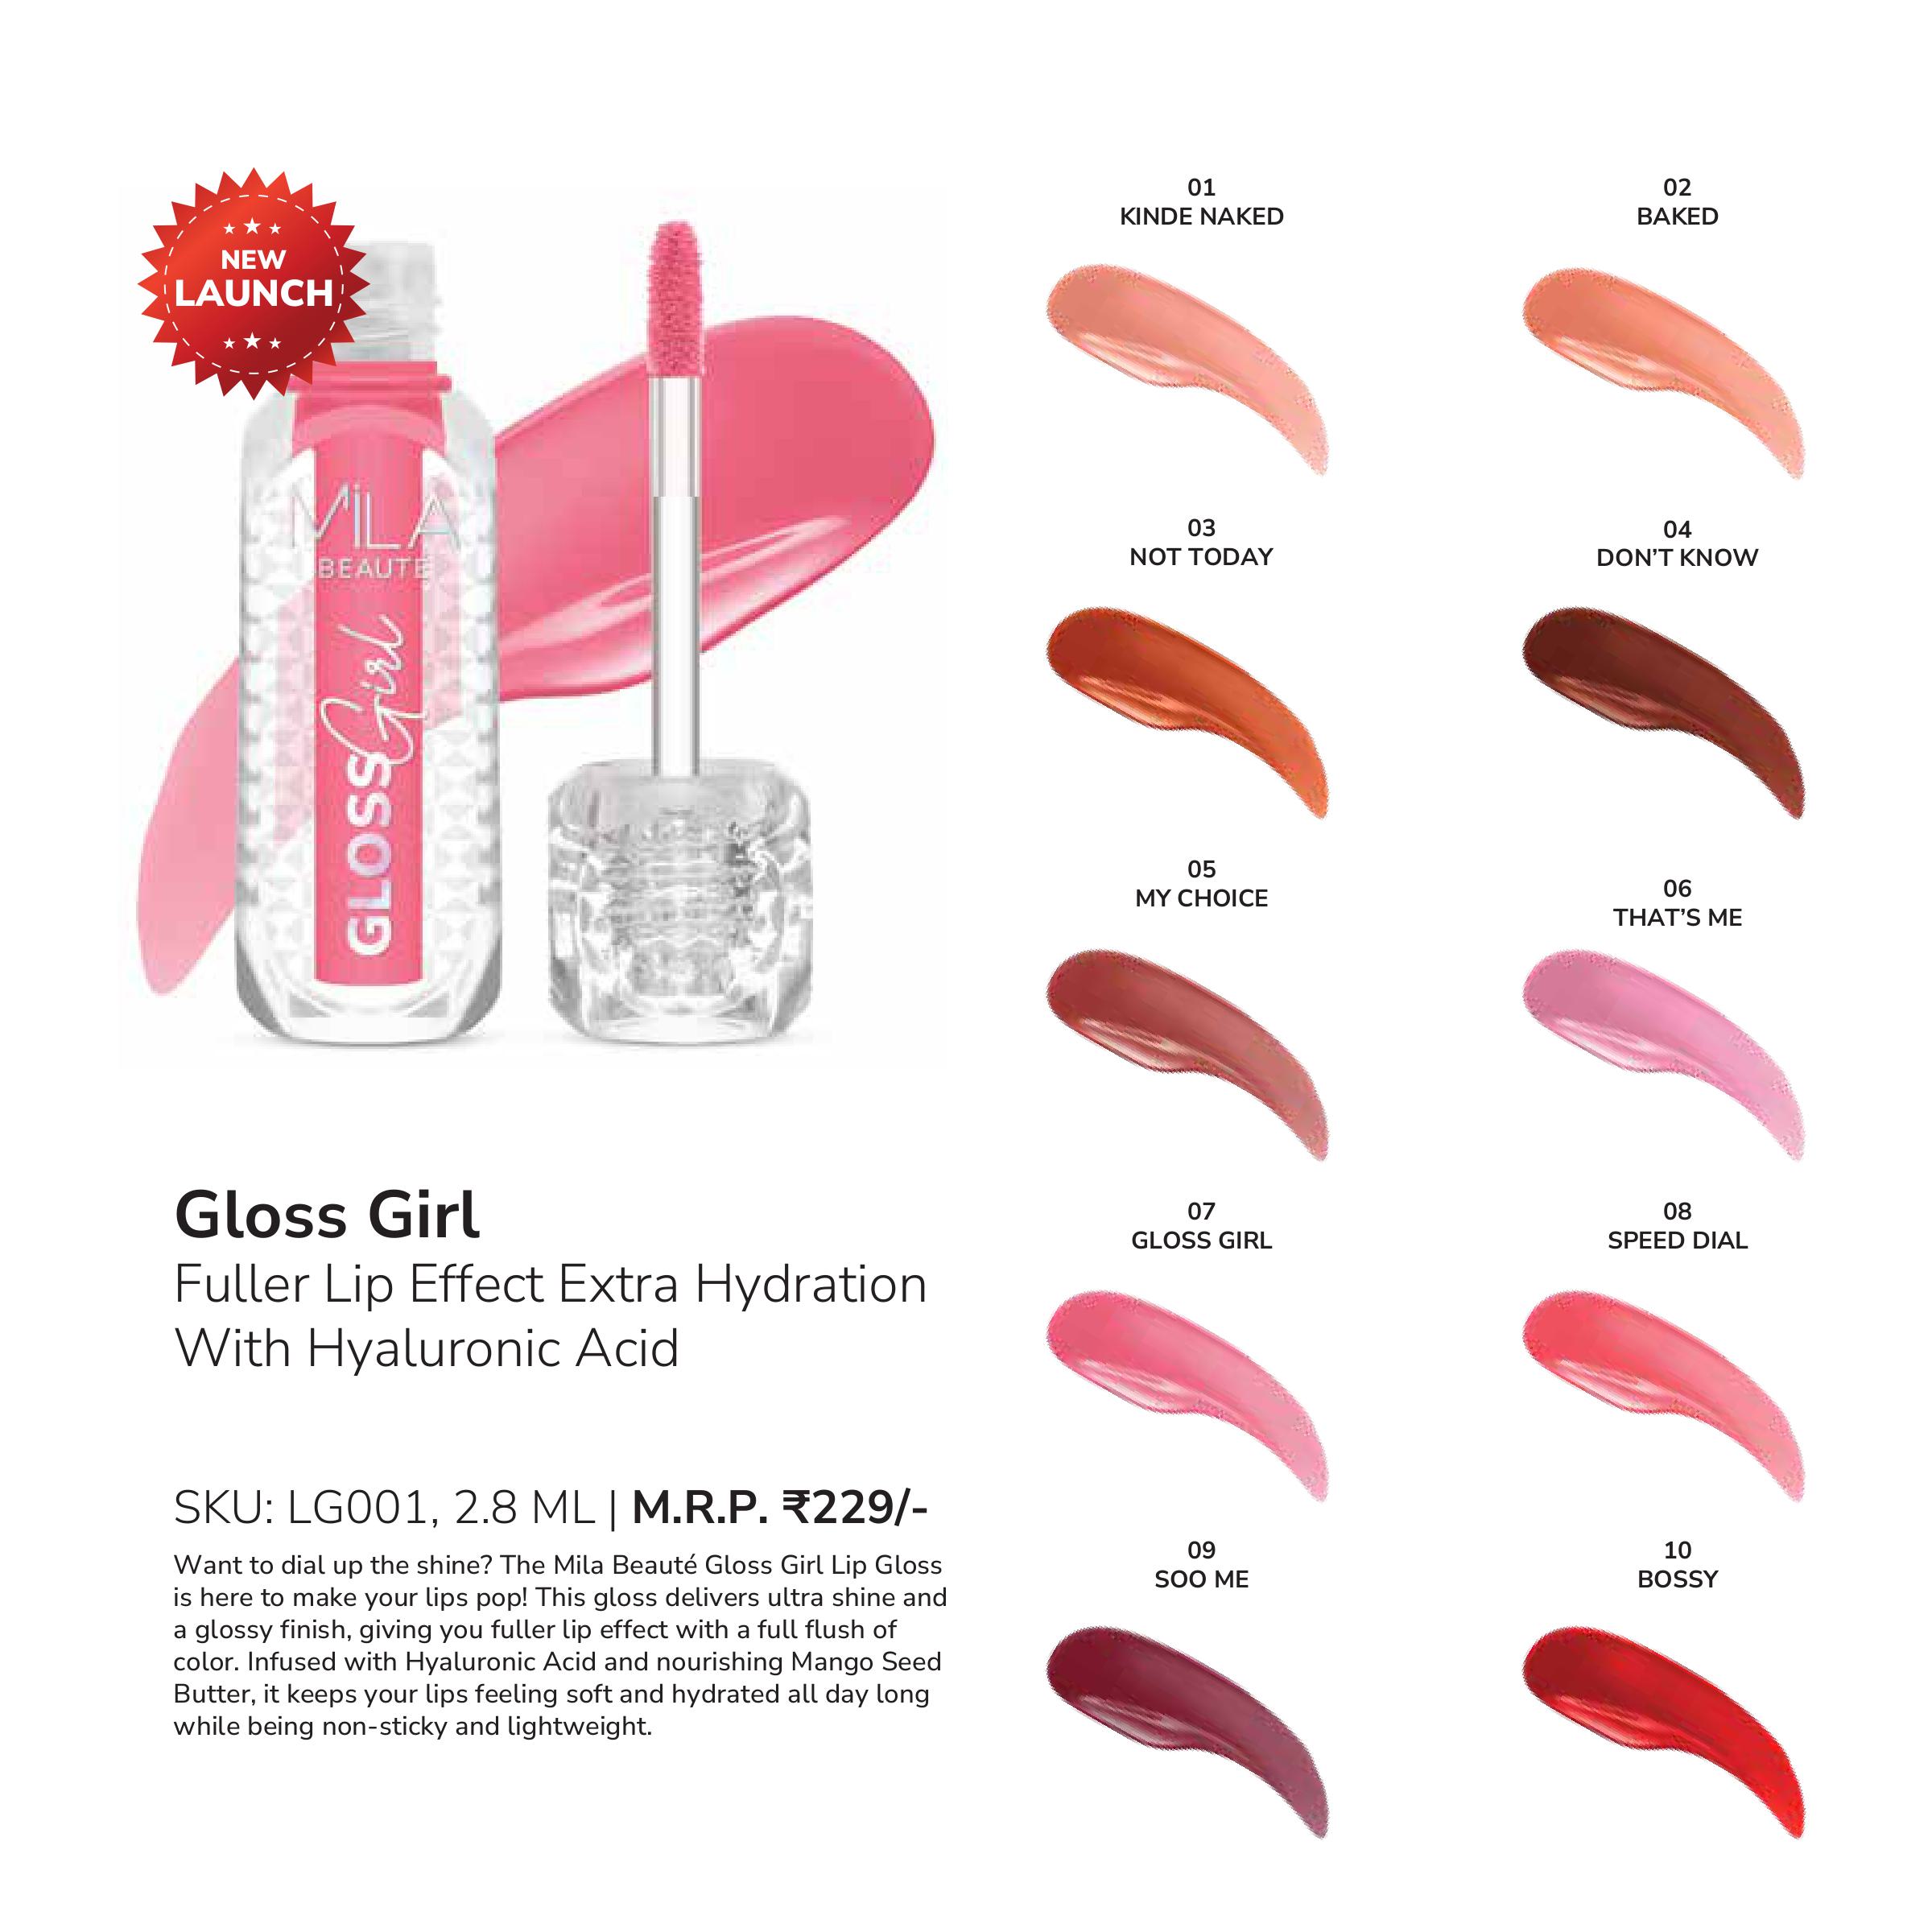 NEW
LAUNCH
MiLA
BEAUTÉ
GLOSS Girl
Gloss Girl
Fuller Lip Effect Extra Hydration
With Hyaluronic Acid
SKU: LG001, 2.8 ML | M.R.P. ₹229/-
Want to dial up the shine? The Mila Beauté Gloss Girl Lip Gloss
is here to make your lips pop! This gloss delivers ultra shine and
a glossy finish, giving you fuller lip effect with a full flush of
color. Infused with Hyaluronic Acid and nourishing Mango Seed
Butter, it keeps your lips feeling soft and hydrated all day long
while being non-sticky and lightweight.
01
KINDE NAKED
02
BAKED
03
NOT TODAY
04
DON’T KNOW
05
MY CHOICE
06
THAT’S ME
07
GLOSS GIRL
08
SPEED DIAL
09
SOO ME
10
BOSSY